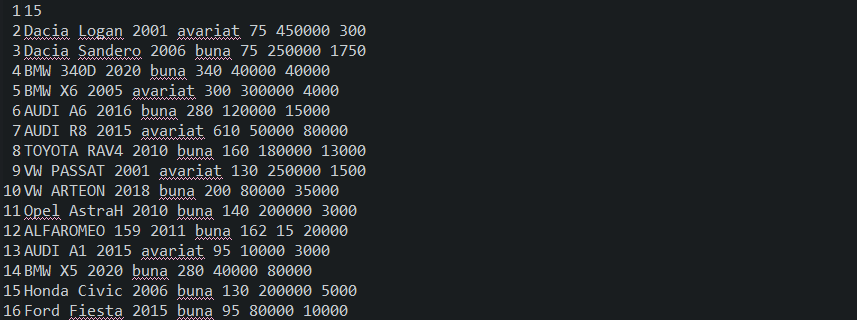 1 15
2 Dacia Logan 2001 avariat 75 450000 300
3 Dacia Sandero 2006 buna 75 250000 1750
4 BMW 340D 2020 buna 340 40000 40000
5 BMW X6 2005 avariat 300 300000 4000
6 AUDI A6 2016 buna 280 120000 15000
7 AUDI R8 2015 avariat 610 50000 80000
8 TOYOTA RAV4 2010 buna 160 180000 13000
9 VW PASSAT 2001 avariat 130 250000 1500
10 VW ARTEON 2018 buna 200 80000 35000
11 Opel AstraH 2010 buna 140 200000 3000
12 ALFAROMEO 159 2011 buna 162 15 20000
13 AUDI A1 2015 avariat 95 10000 3000
14 BMW X5 2020 buna 280 40000 80000
15 Honda Civic 2006 buna 130 200000 5000
16 Ford Fiesta 2015 buna 95 80000 10000